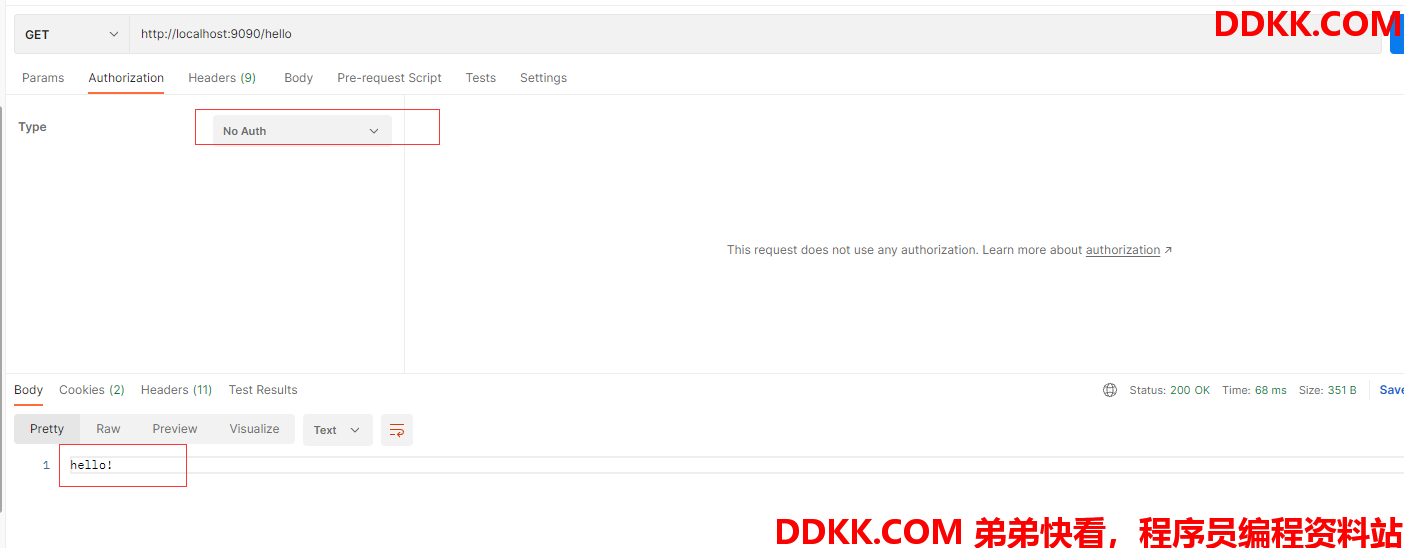 GET http://localhost:9090/hello DDKK.COM
Params Authorization Headers (9) Body Pre-request Script Tests Settings
Type No Auth
This request does not use any authorization. Learn more about authorization ↗
Body Cookies (2) Headers (11) Test Results Status: 200 OK Time: 68 ms Size: 351 B Save
Pretty Raw Preview Visualize Text
1 hello!
DDKK.COM 弟弟快看，程序员编程资料站